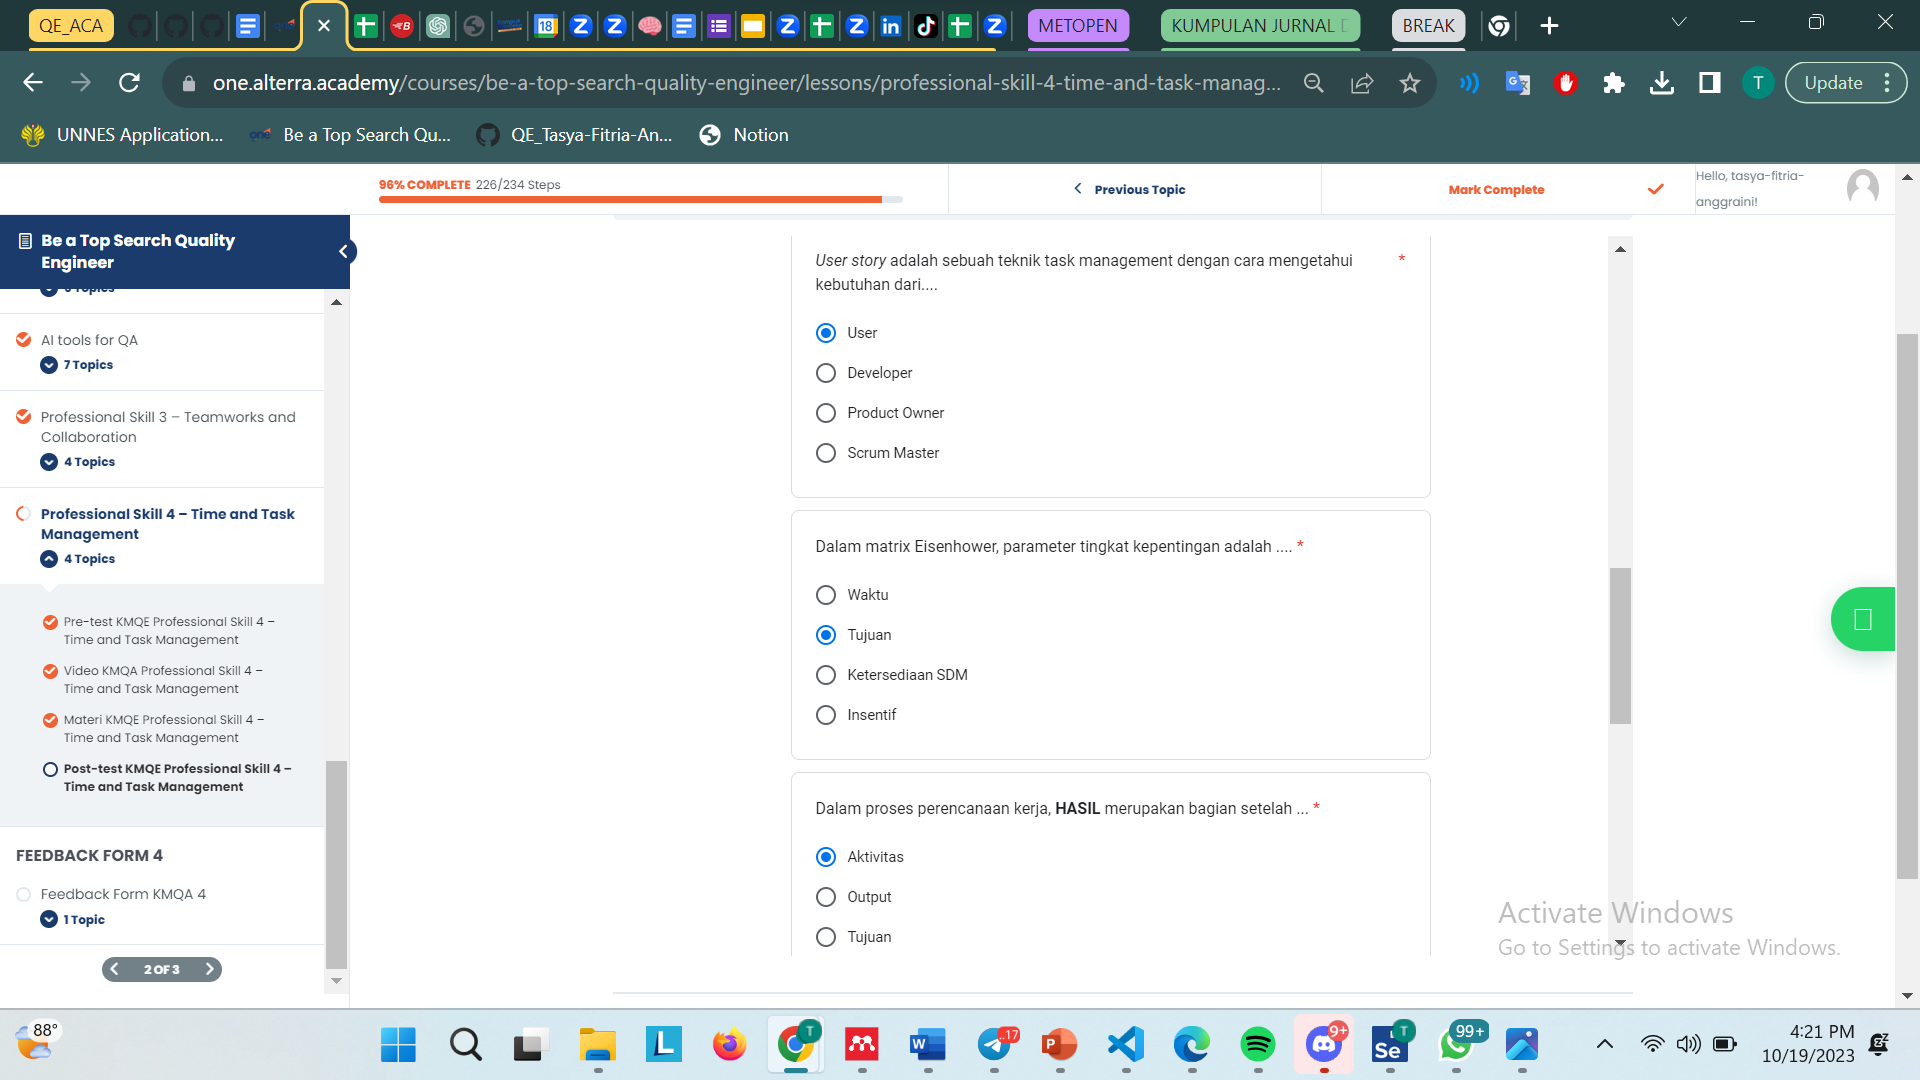 QE_ACA
METOPEN
KUMPULAN JURNAL
BREAK
one.alterra.academy/courses/be-a-top-search-quality-engineer/lessons/professional-skill-4-time-and-task-manag...
T
Update
UNNES Application...
one
Be a Top Search Qu...
QE_Tasya-Fitria-An...
Notion
96% COMPLETE 226/234 Steps
Previous Topic
Mark Complete
Hello, tasya-fitria-
anggraini!
Be a Top Search Quality
Engineer
AI tools for QA
7 Topics
Professional Skill 3 – Teamworks and
Collaboration
4 Topics
Professional Skill 4 – Time and Task
Management
4 Topics
Pre-test KMQE Professional Skill 4 –
Time and Task Management
Video KMQA Professional Skill 4 –
Time and Task Management
Materi KMQE Professional Skill 4 –
Time and Task Management
Post-test KMQE Professional Skill 4 –
Time and Task Management
FEEDBACK FORM 4
Feedback Form KMQA 4
1 Topic
2 OF 3
User story adalah sebuah teknik task management dengan cara mengetahui *
kebutuhan dari....
User
Developer
Product Owner
Scrum Master
Dalam matrix Eisenhower, parameter tingkat kepentingan adalah .... *
Waktu
Tujuan
Ketersediaan SDM
Insentif
Dalam proses perencanaan kerja, HASIL merupakan bagian setelah ... *
Aktivitas
Output
Tujuan
Activate Windows
Go to Settings to activate Windows.
88°
4:21 PM
10/19/2023